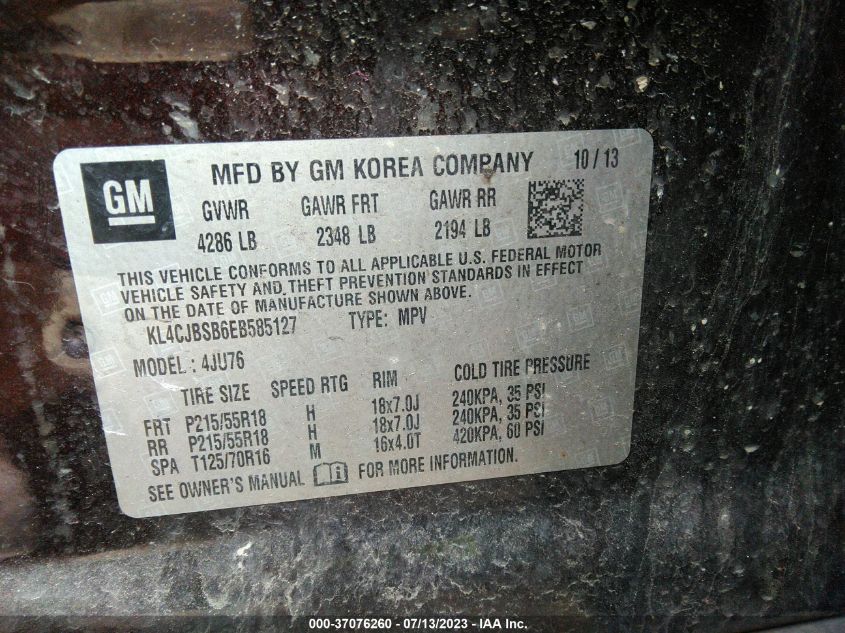 GM
MFD BY GM KOREA COMPANY 10 / 13
GVWR GAWR FRT GAWR RR
4286 LB 2348 LB 2194 LB
THIS VEHICLE CONFORMS TO ALL APPLICABLE U.S. FEDERAL MOTOR
VEHICLE SAFETY AND THEFT PREVENTION STANDARDS IN EFFECT
ON THE DATE OF MANUFACTURE SHOWN ABOVE.
KL4CJBSB6EB585127 TYPE: MPV
MODEL : 4JU76
TIRE SIZE SPEED RTG RIM COLD TIRE PRESSURE
FRT P215/55R18 H 18x7.0J 240KPA, 35 PSI
RR P215/55R18 H 18x7.0J 240KPA, 35 PSI
SPA T125/70R16 M 16x4.0T 420KPA, 60 PSI
SEE OWNER'S MANUAL FOR MORE INFORMATION.
000-37076260 - 07/13/2023 - IAA Inc.